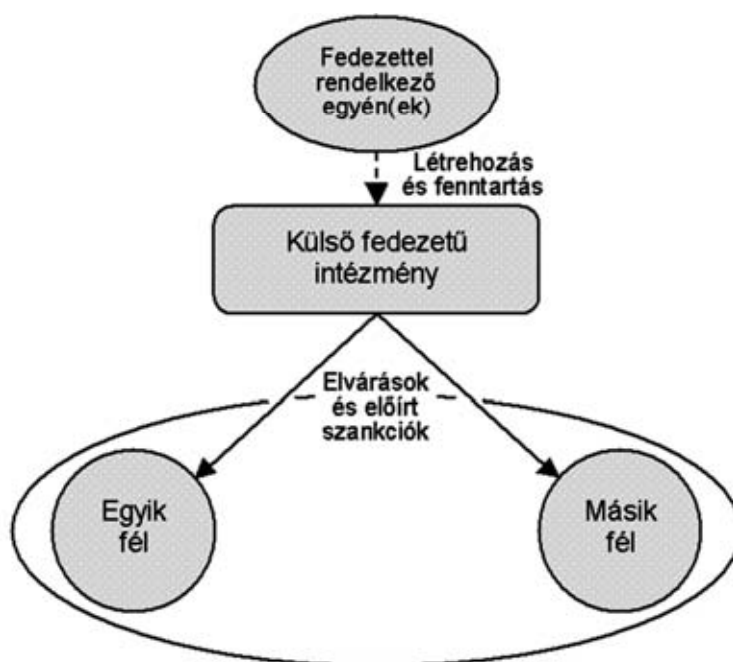 Fedezettel
rendelkező
egyén(ek)
Létrehozás
és fenntartás
Külső fedezetű
intézmény
Elvárások
és előírt
szankciók
Egyik
fél
Másik
fél